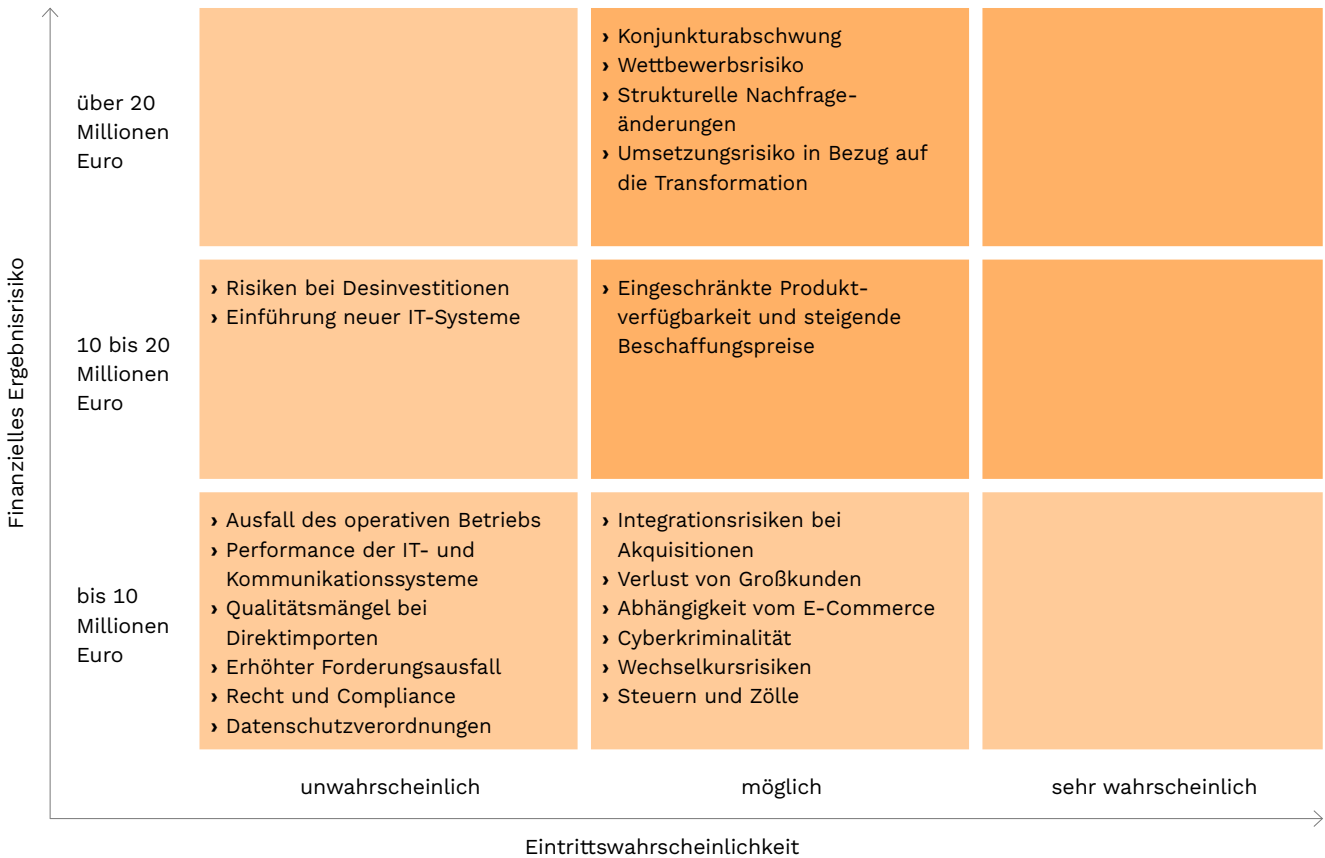 Finanzielles Ergebnisrisiko
über 20
Millionen
Euro
› Konjunkturabschwung
› Wettbewerbsrisiko
› Strukturelle Nachfrage-
änderungen
› Umsetzungsrisiko in Bezug auf
die Transformation
10 bis 20
Millionen
Euro
› Risiken bei Desinvestitionen
› Einführung neuer IT-Systeme
› Eingeschränkte Produkt-
verfügbarkeit und steigende
Beschaffungspreise
bis 10
Millionen
Euro
› Ausfall des operativen Betriebs
› Performance der IT- und
Kommunikationssysteme
› Qualitätsmängel bei
Direktimporten
› Erhöhter Forderungsausfall
› Recht und Compliance
› Datenschutzverordnungen
› Integrationsrisiken bei
Akquisitionen
› Verlust von Großkunden
› Abhängigkeit vom E-Commerce
› Cyberkriminalität
› Wechselkursrisiken
› Steuern und Zölle
unwahrscheinlich
möglich
sehr wahrscheinlich
Eintrittswahrscheinlichkeit